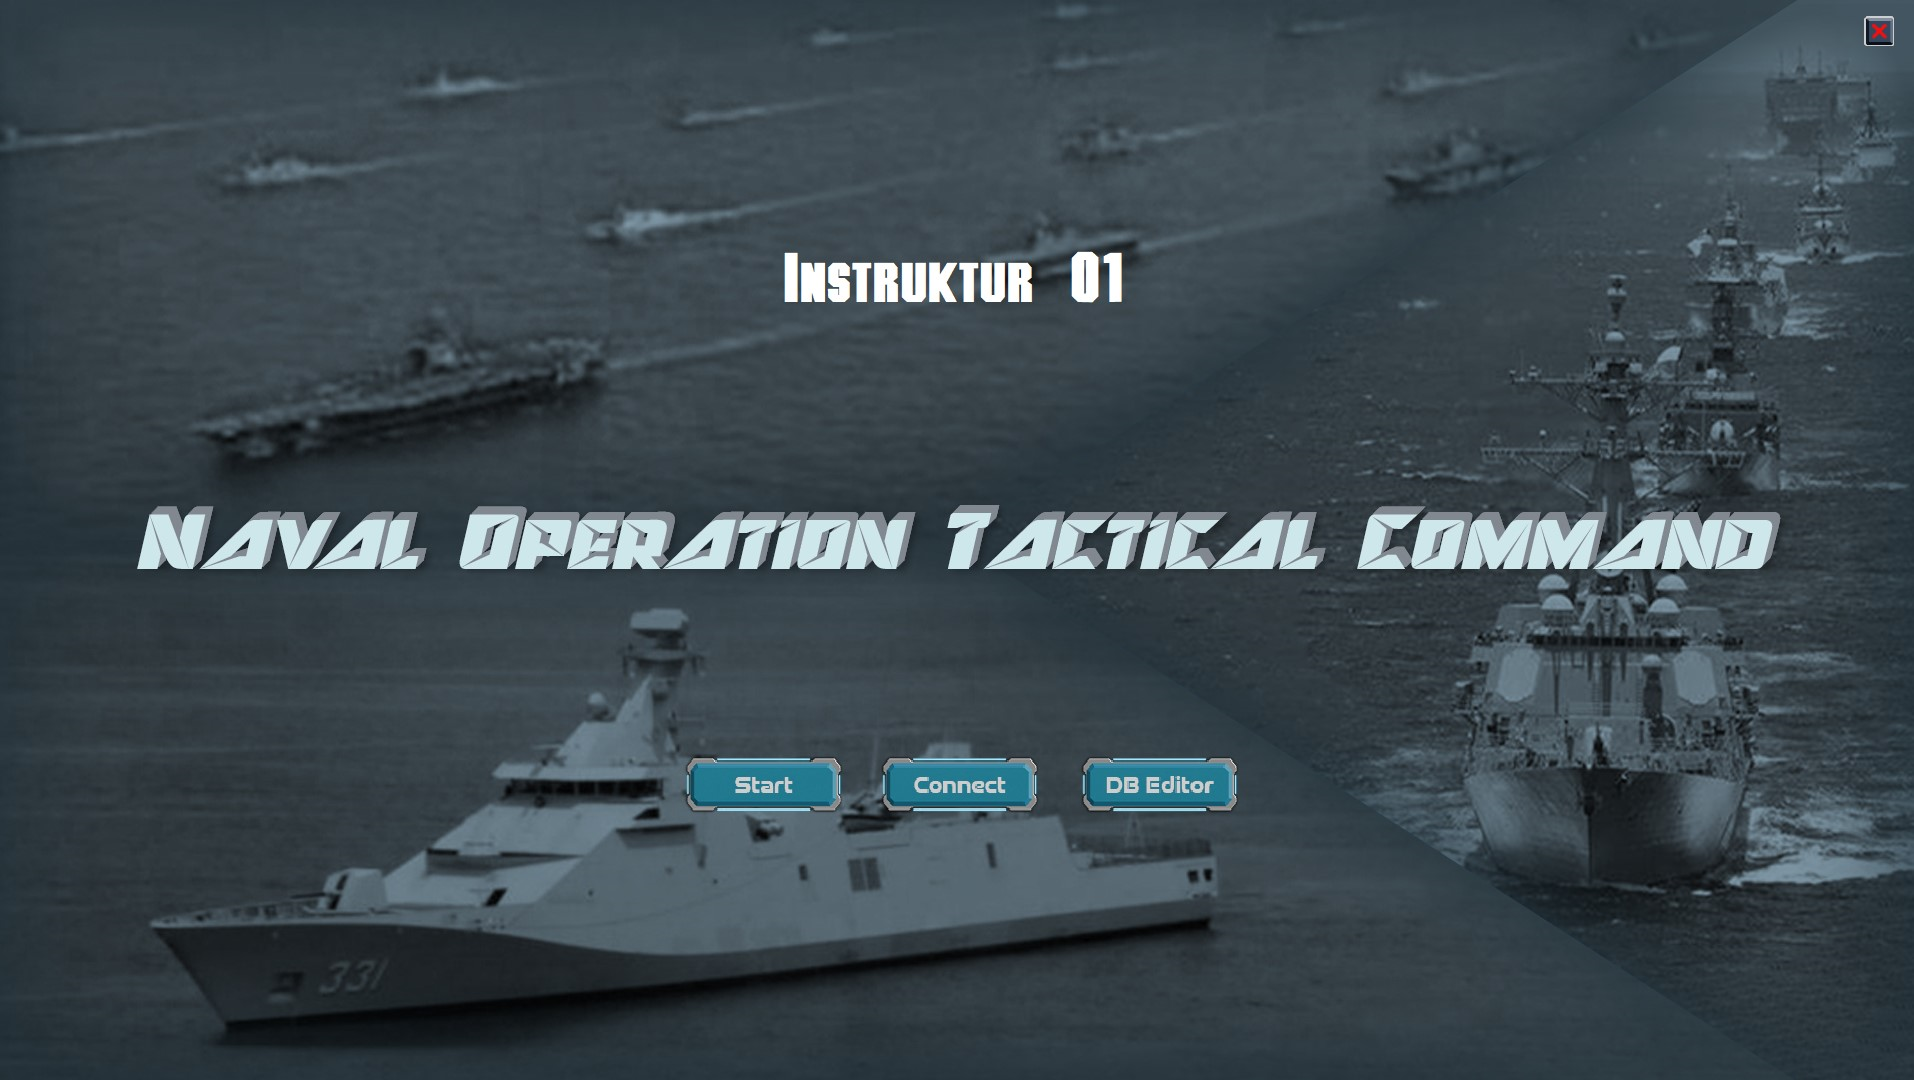 Instruktur 01
Naval Operation Tactical Command
Start
Connect
DB Editor
331